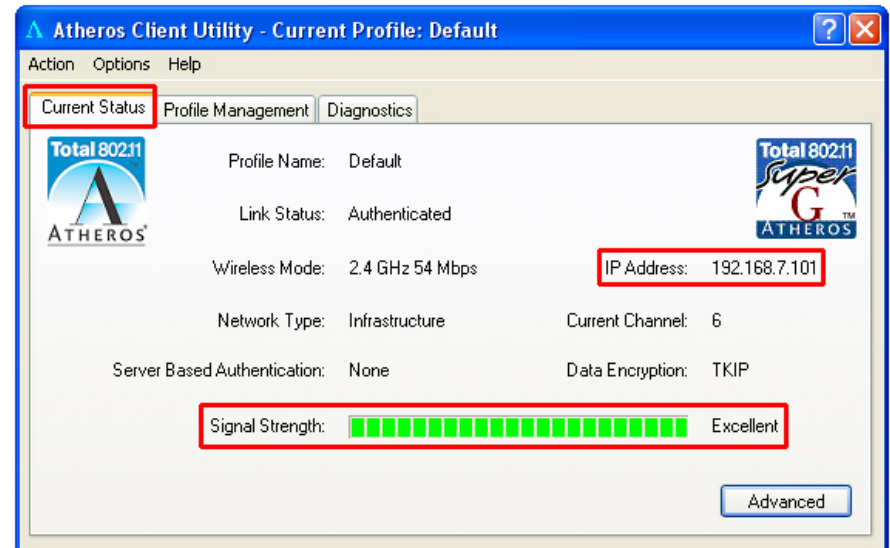 Atheros Client Utility - Current Profile: Default
Action Options Help
Current Status Profile Management Diagnostics
Total 802.11 Profile Name: Default Total 802.11
Super
A G TM
ATHEROS Link Status: Authenticated ATHEROS
Wireless Mode: 2.4 GHz 54 Mbps IP Address: 192.168.7.101
Network Type: Infrastructure Current Channel: 6
Server Based Authentication: None Data Encryption: TKIP
Signal Strength: Excellent
Advanced